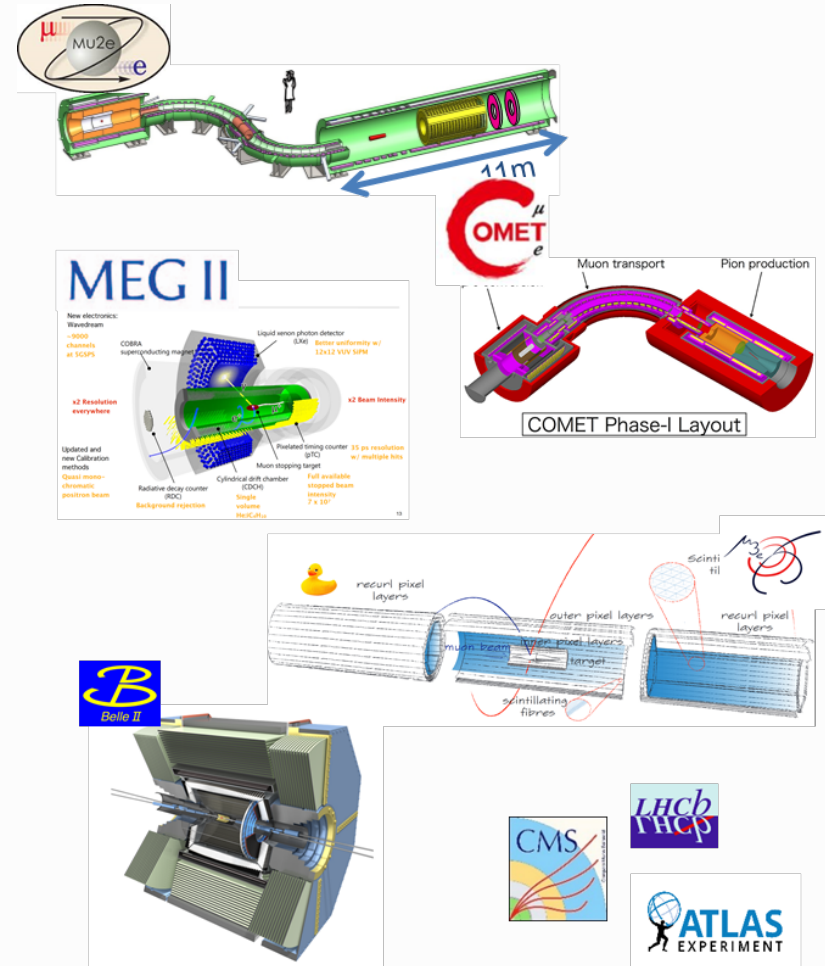 μ
Mu2e
e
11m
COMET
μ
e
Muon transport
Pion production
COMET Phase-I Layout
MEG II
New electronics:
Wavedream
~9000
channels
at 5GSPS
COBRA
superconducting magnet
Liquid xenon photon detector
(LXe)
Better uniformity w/
12x12 VUV SiPM
x2 Resolution
everywhere
x2 Beam Intensity
Pixelated timing counter
(pTC)
35 ps resolution
w/ multiple hits
Muon stopping target
Updated and
new Calibration
methods
Quasi mono-
chromatic
positron beam
Cylindrical drift chamber
(CDCH)
Radiative decay counter
(RDC)
Background rejection
Single
volume
Full available
stopped beam
intensity
13
μ3e
Scinti
til
recurl pixel
layers
outer pixel layers
recurl pixel
layers
inner pixel layers
muon beam
target
scintillating
fibres
B
Belle II
CMS
LHCb
LHCb
ATLAS
EXPERIMENT